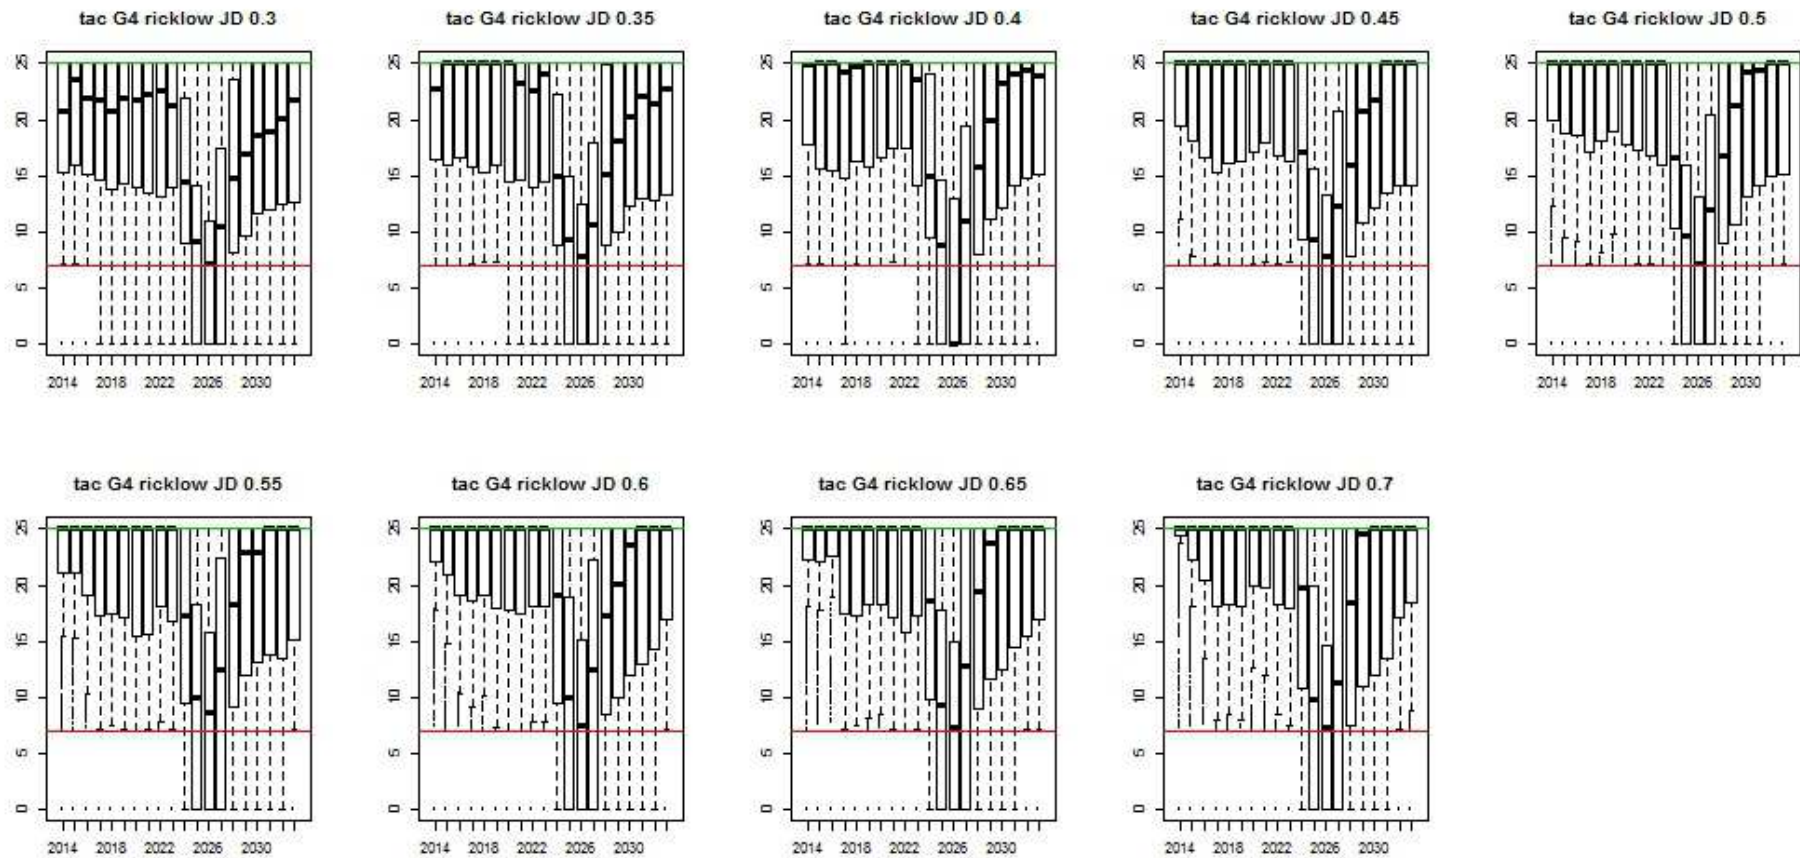 tac G4 ricklow JD 0.3
tac G4 ricklow JD 0.35
tac G4 ricklow JD 0.4
tac G4 ricklow JD 0.45
tac G4 ricklow JD 0.5
25 20 15 10 5 0
25 20 15 10 5 0
25 20 15 10 5 0
25 20 15 10 5 0
25 20 15 10 5 0
2014 2018 2022 2026 2030
2014 2018 2022 2026 2030
2014 2018 2022 2026 2030
2014 2018 2022 2026 2030
2014 2018 2022 2026 2030
tac G4 ricklow JD 0.55
tac G4 ricklow JD 0.6
tac G4 ricklow JD 0.65
tac G4 ricklow JD 0.7
25 20 15 10 5 0
25 20 15 10 5 0
25 20 15 10 5 0
25 20 15 10 5 0
2014 2018 2022 2026 2030
2014 2018 2022 2026 2030
2014 2018 2022 2026 2030
2014 2018 2022 2026 2030